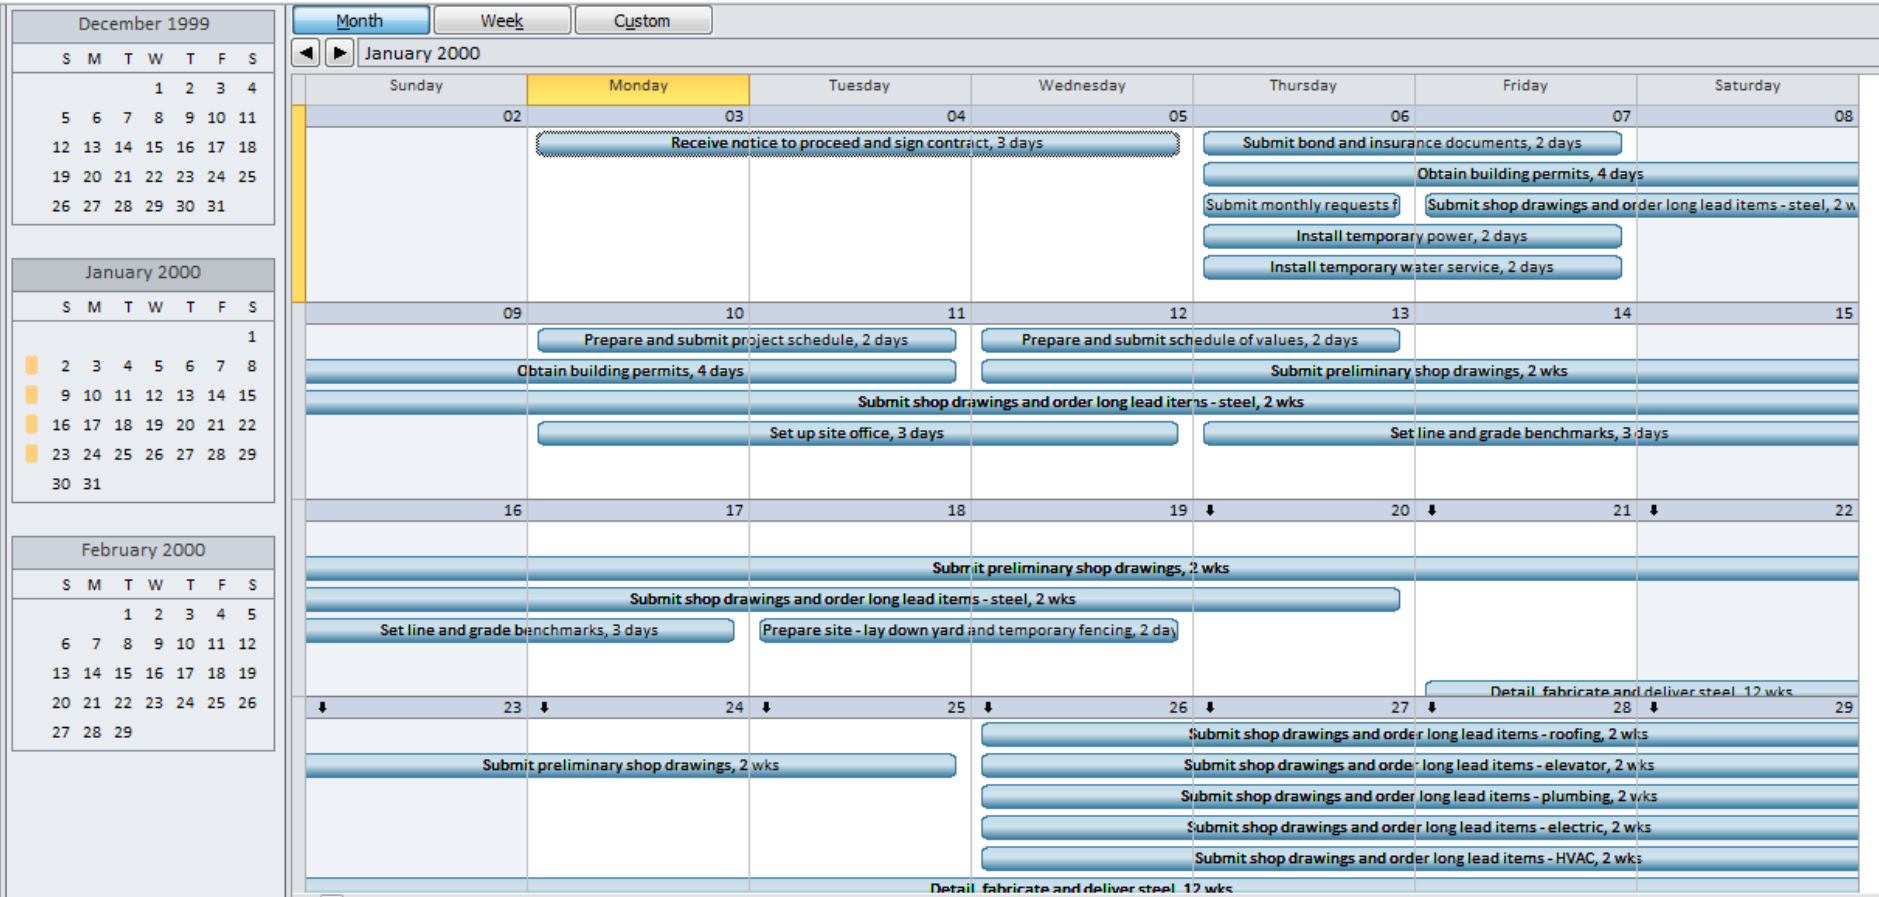 December 1999
S M T W T F S
1 2 3 4
5 6 7 8 9 10 11
12 13 14 15 16 17 18
19 20 21 22 23 24 25
26 27 28 29 30 31
January 2000
S M T W T F S
1
2 3 4 5 6 7 8
9 10 11 12 13 14 15
16 17 18 19 20 21 22
23 24 25 26 27 28 29
30 31
February 2000
S M T W T F S
1 2 3 4 5
6 7 8 9 10 11 12
13 14 15 16 17 18 19
20 21 22 23 24 25 26
27 28 29
Month Week Custom
January 2000
Sunday Monday Tuesday Wednesday Thursday Friday Saturday
02 03 04 05 06 07 08
Receive notice to proceed and sign contract, 3 days Submit bond and insurance documents, 2 days
Obtain building permits, 4 days
Submit monthly requests f Submit shop drawings and order long lead items - steel, 2 w
Install temporary power, 2 days
Install temporary water service, 2 days
09 10 11 12 13 14 15
Prepare and submit project schedule, 2 days Prepare and submit schedule of values, 2 days
Obtain building permits, 4 days Submit preliminary shop drawings, 2 wks
Submit shop drawings and order long lead items - steel, 2 wks
Set up site office, 3 days Set line and grade benchmarks, 3 days
16 17 18 19 20 21 22
Submit preliminary shop drawings, 2 wks
Submit shop drawings and order long lead items - steel, 2 wks
Set line and grade benchmarks, 3 days Prepare site - lay down yard and temporary fencing, 2 day
Detail, fabricate and deliver steel, 12 wks
23 24 25 26 27 28 29
Submit shop drawings and order long lead items - roofing, 2 wks
Submit preliminary shop drawings, 2 wks Submit shop drawings and order long lead items - elevator, 2 wks
Submit shop drawings and order long lead items - plumbing, 2 wks
Submit shop drawings and order long lead items - electric, 2 wks
Submit shop drawings and order long lead items - HVAC, 2 wks
Detail, fabricate and deliver steel, 12 wks